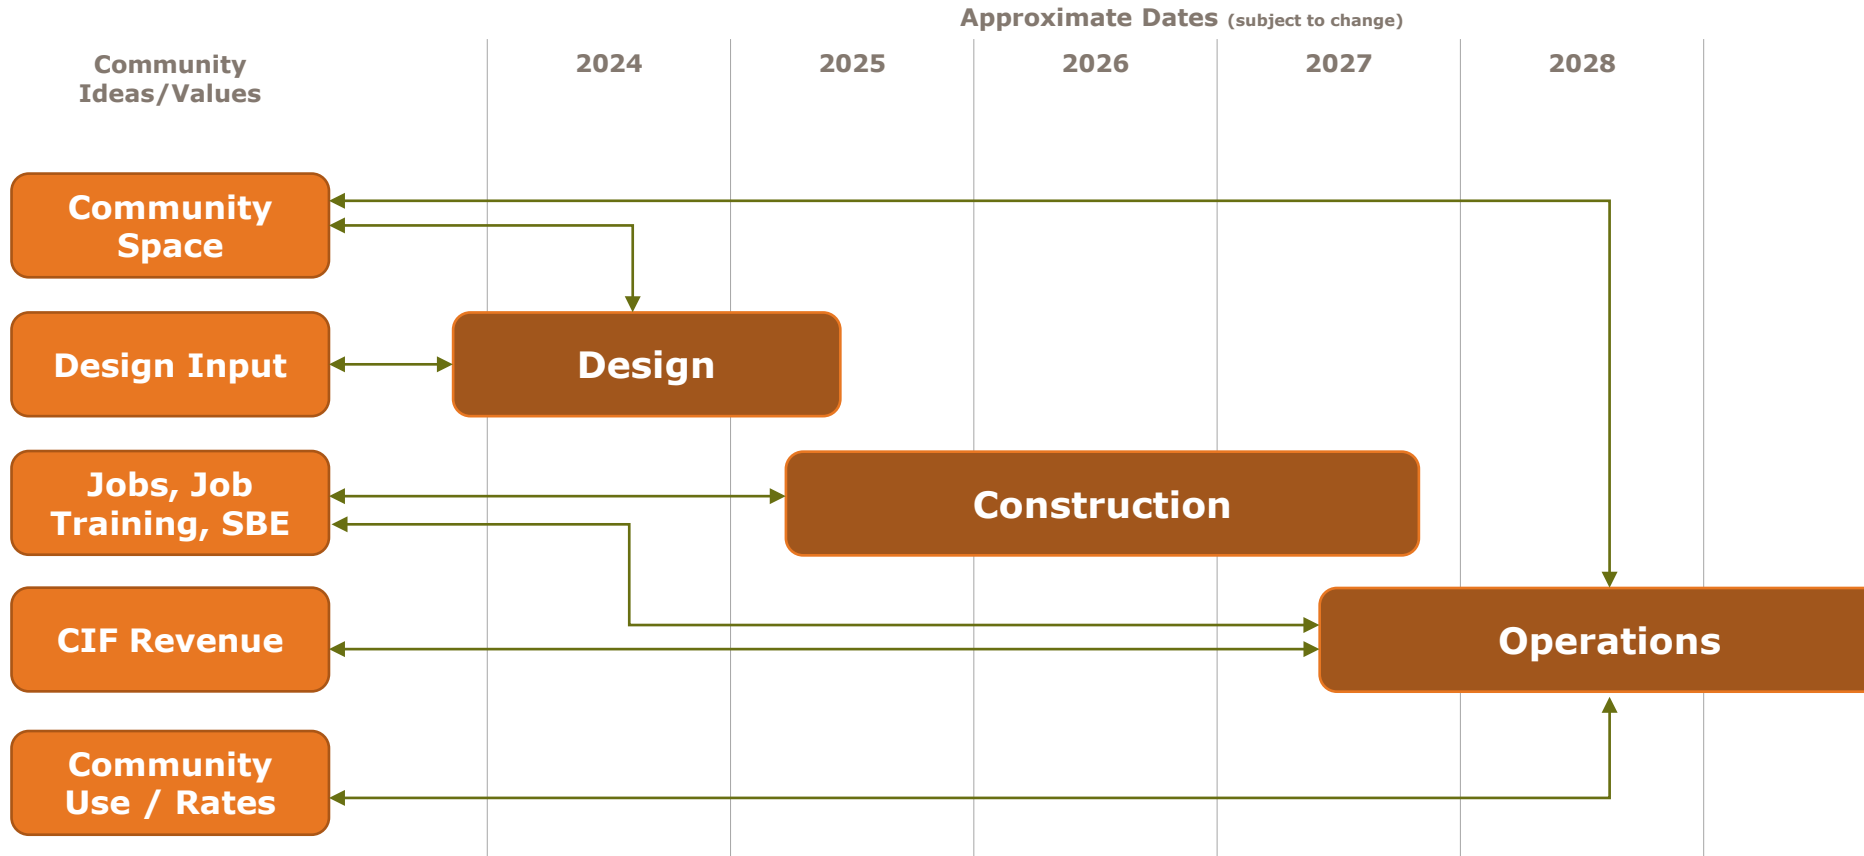 Approximate Dates (subject to change)
Community
Ideas/Values
2024
2025
2026
2027
2028
Community
Space
Design Input
Design
Jobs, Job
Training, SBE
Construction
CIF Revenue
Operations
Community
Use / Rates